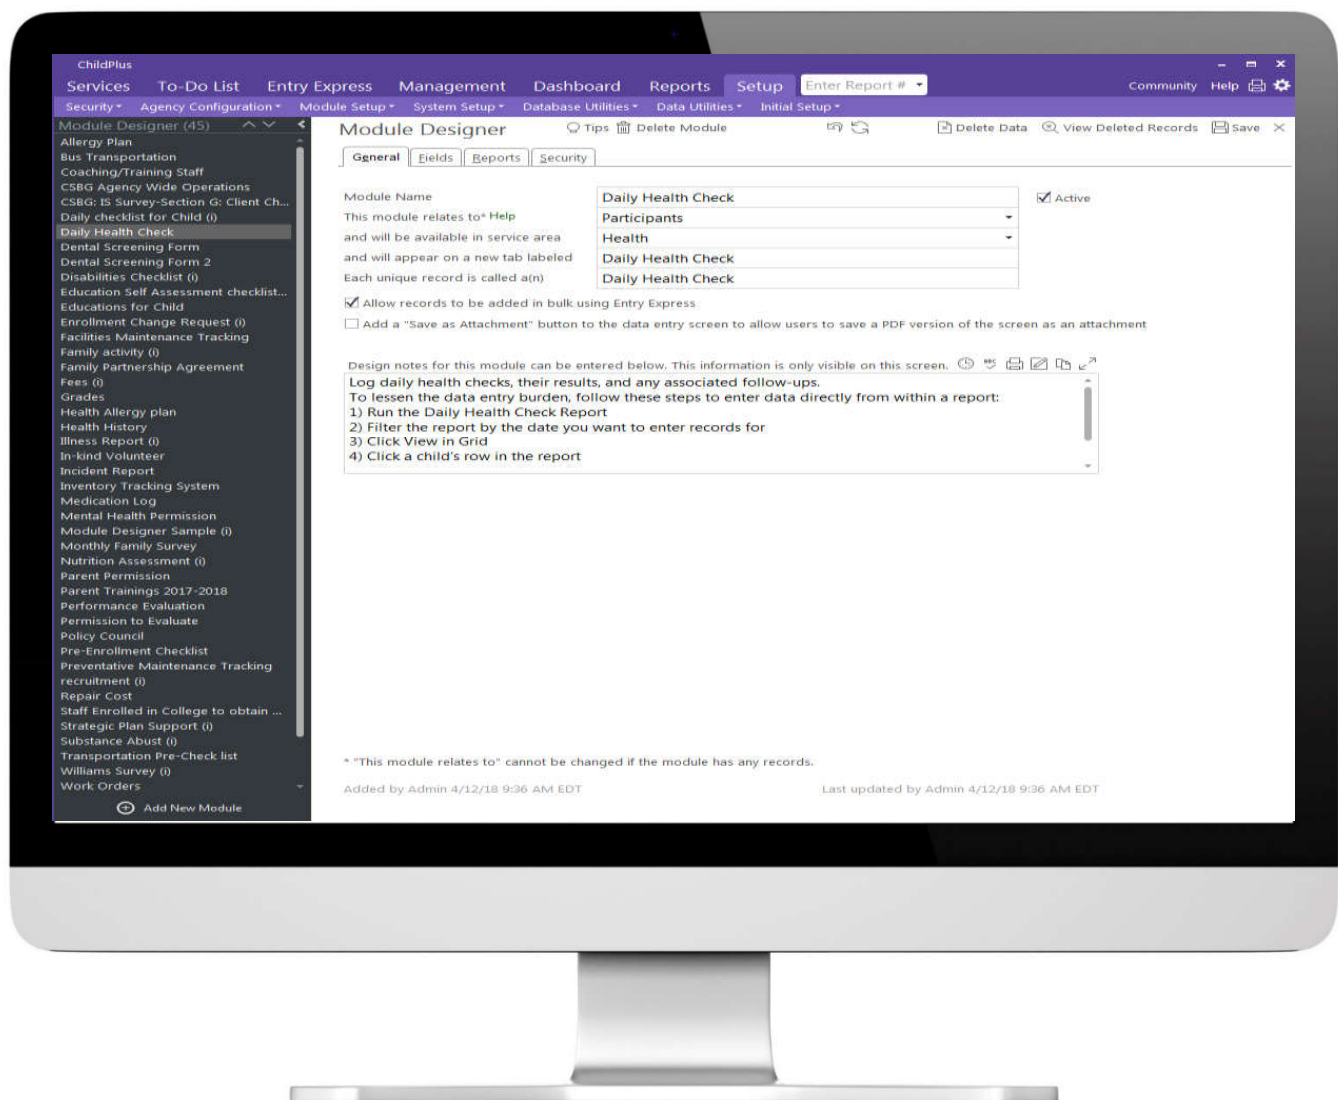 ChildPlus
Services To-Do List Entry Express Management Dashboard Reports Setup Enter Report # Community Help
Security Agency Configuration Module Setup System Setup Database Utilities Data Utilities Initial Setup
Module Designer (45)
Allergy Plan
Bus Transportation
Coaching/Training Staff
CSBG Agency Wide Operations
CSBG: IS Survey-Section G: Client Ch...
Daily checklist for Child (i)
Daily Health Check
Dental Screening Form
Dental Screening Form 2
Disabilities Checklist (i)
Education Self Assessment checklist...
Educations for Child
Enrollment Change Request (i)
Facilities Maintenance Tracking
Family activity (i)
Family Partnership Agreement
Fees (i)
Grades
Health Allergy plan
Health History
Illness Report (i)
In-kind Volunteer
Incident Report
Inventory Tracking System
Medication Log
Mental Health Permission
Module Designer Sample (i)
Monthly Family Survey
Nutrition Assessment (i)
Parent Permission
Parent Trainings 2017-2018
Performance Evaluation
Permission to Evaluate
Policy Council
Pre-Enrollment Checklist
Preventative Maintenance Tracking
recruitment (i)
Repair Cost
Staff Enrolled in College to obtain ...
Strategic Plan Support (i)
Substance Abust (i)
Transportation Pre-Check list
Williams Survey (i)
Work Orders
Add New Module
Module Designer Tips Delete Module Delete Data View Deleted Records Save
General Fields Reports Security
Module Name Daily Health Check Active
This module relates to* Help Participants
and will be available in service area Health
and will appear on a new tab labeled Daily Health Check
Each unique record is called a(n) Daily Health Check
Allow records to be added in bulk using Entry Express
Add a "Save as Attachment" button to the data entry screen to allow users to save a PDF version of the screen as an attachment
Design notes for this module can be entered below. This information is only visible on this screen.
Log daily health checks, their results, and any associated follow-ups.
To lessen the data entry burden, follow these steps to enter data directly from within a report:
1) Run the Daily Health Check Report
2) Filter the report by the date you want to enter records for
3) Click View in Grid
4) Click a child's row in the report
* "This module relates to" cannot be changed if the module has any records.
Added by Admin 4/12/18 9:36 AM EDT Last updated by Admin 4/12/18 9:36 AM EDT